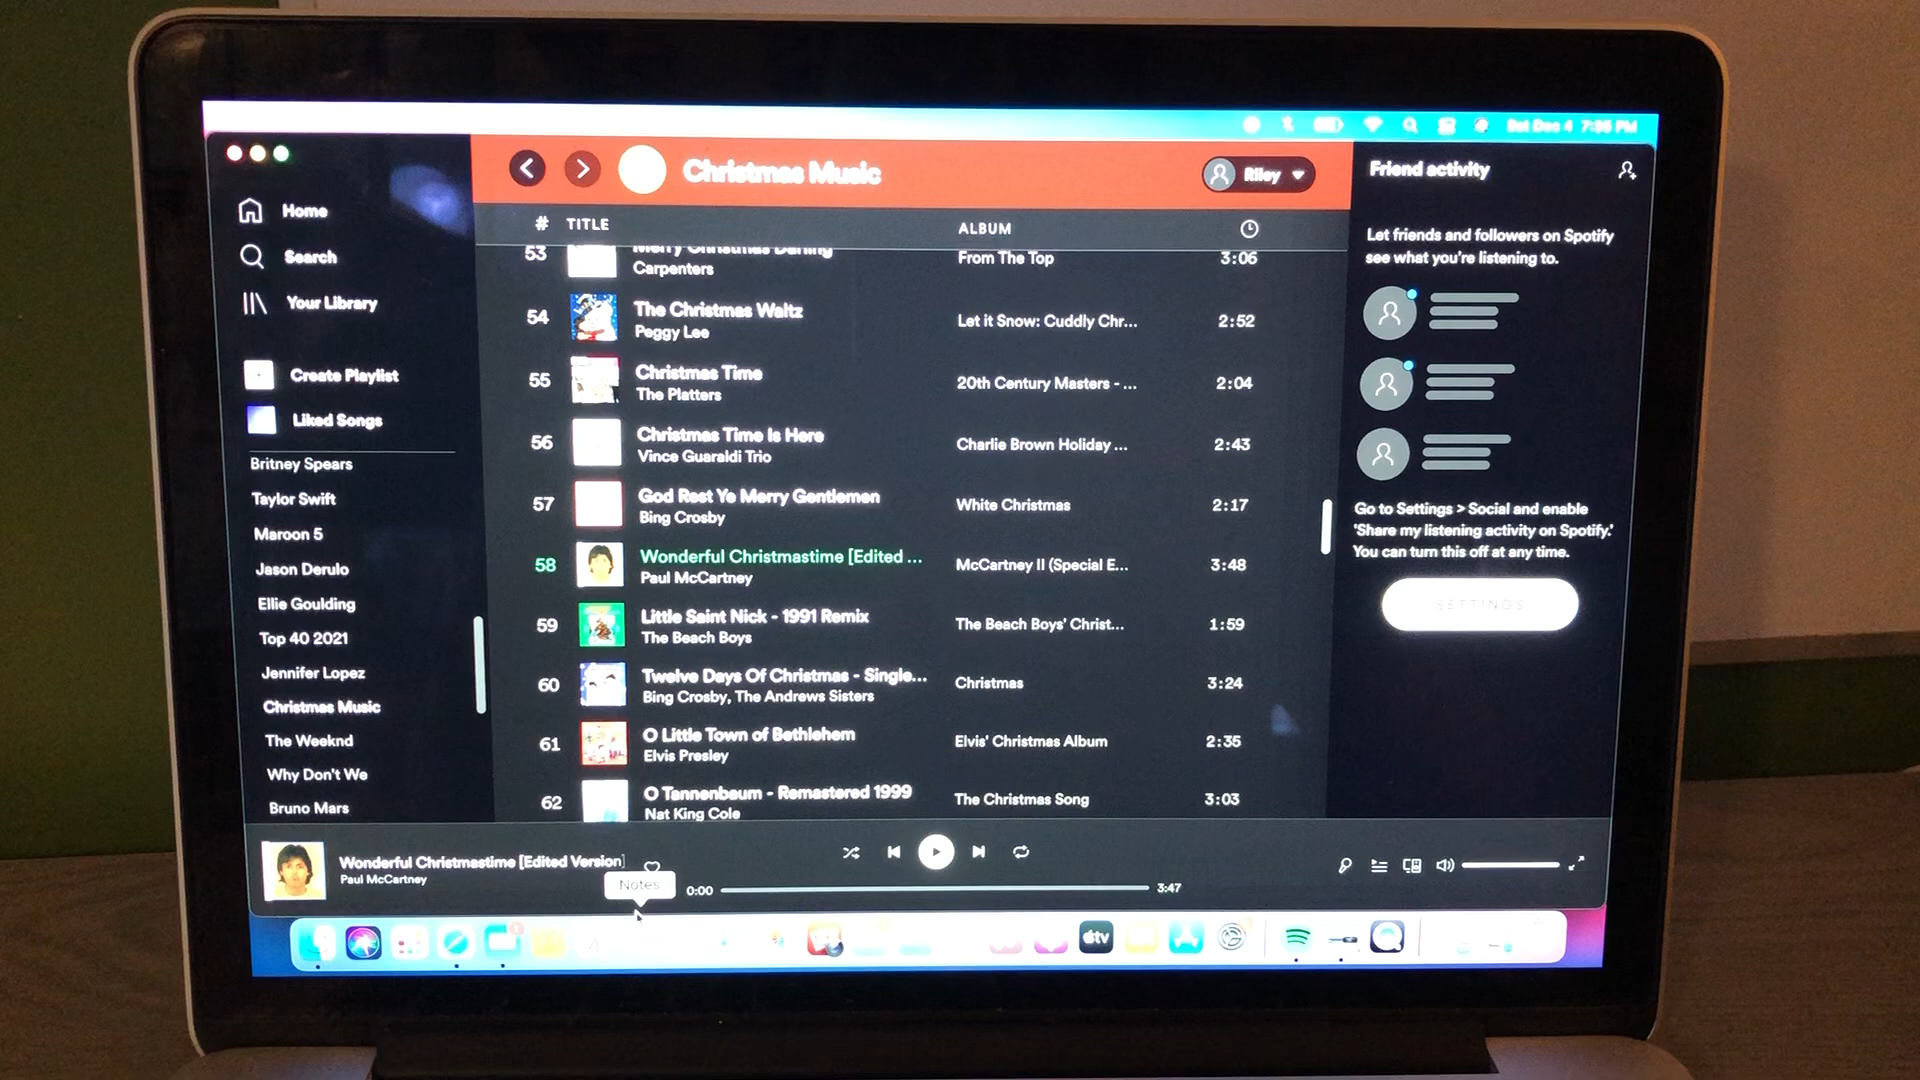 Sat Dec 4 7:35 PM
Home
Search
Your Library
Create Playlist
Liked Songs
Britney Spears
Taylor Swift
Maroon 5
Jason Derulo
Ellie Goulding
Top 40 2021
Jennifer Lopez
Christmas Music
The Weeknd
Why Don't We
Bruno Mars
Christmas Music
Riley
# TITLE ALBUM
53 Merry Christmas Darling From The Top 3:06
Carpenters
54 The Christmas Waltz Let it Snow: Cuddly Chr... 2:52
Peggy Lee
55 Christmas Time 20th Century Masters - ... 2:04
The Platters
56 Christmas Time Is Here Charlie Brown Holiday ... 2:43
Vince Guaraldi Trio
57 God Rest Ye Merry Gentlemen White Christmas 2:17
Bing Crosby
58 Wonderful Christmastime [Edited ... McCartney II (Special E... 3:48
Paul McCartney
59 Little Saint Nick - 1991 Remix The Beach Boys' Christ... 1:59
The Beach Boys
60 Twelve Days Of Christmas - Single... Christmas 3:24
Bing Crosby, The Andrews Sisters
61 O Little Town of Bethlehem Elvis' Christmas Album 2:35
Elvis Presley
62 O Tannenbaum - Remastered 1999 The Christmas Song 3:03
Nat King Cole
Friend activity
Let friends and followers on Spotify
see what you're listening to.
Go to Settings > Social and enable
'Share my listening activity on Spotify.'
You can turn this off at any time.
SETTINGS
Wonderful Christmastime [Edited Version]
Paul McCartney
Notes
0:00 3:47
tv